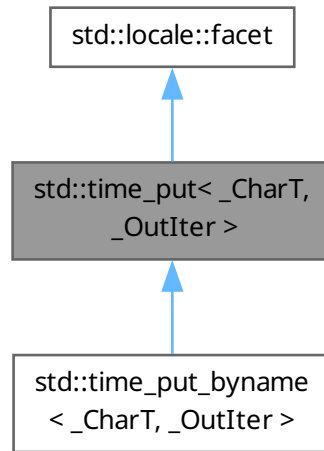 std::locale::facet
std::time_put< _CharT,
_OutIter >
std::time_put_byname
< _CharT, _OutIter >